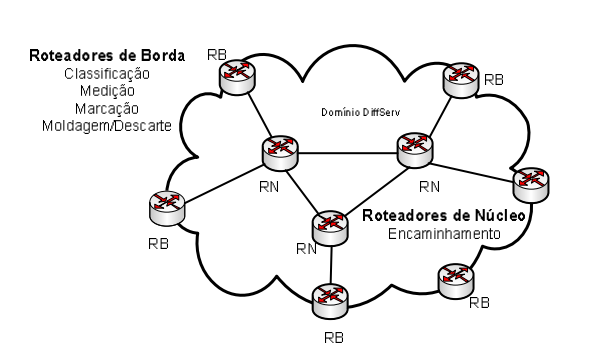 RB
Roteadores de Borda
Classificação
Medição
Marcação
Moldagem/Descarte
RB
Domínio DiffServ
RN
RN
Roteadores de Núcleo
Encaminhamento
RB
RN
RB
RB